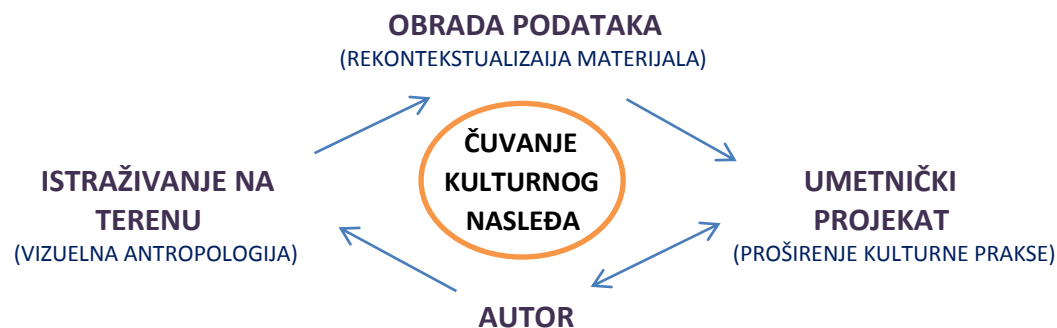 OBRADA PODATAKA
(REKONTEKSTUALIZAIJA MATERIJALA)
ČUVANJE
KULTURNOG
NASLEĐA
ISTRAŽIVANJE NA
TERENU
(VIZUELNA ANTROPOLOGIJA)
UMETNIČKI
PROJEKAT
(PROŠIRENJE KULTURNE PRAKSE)
AUTOR